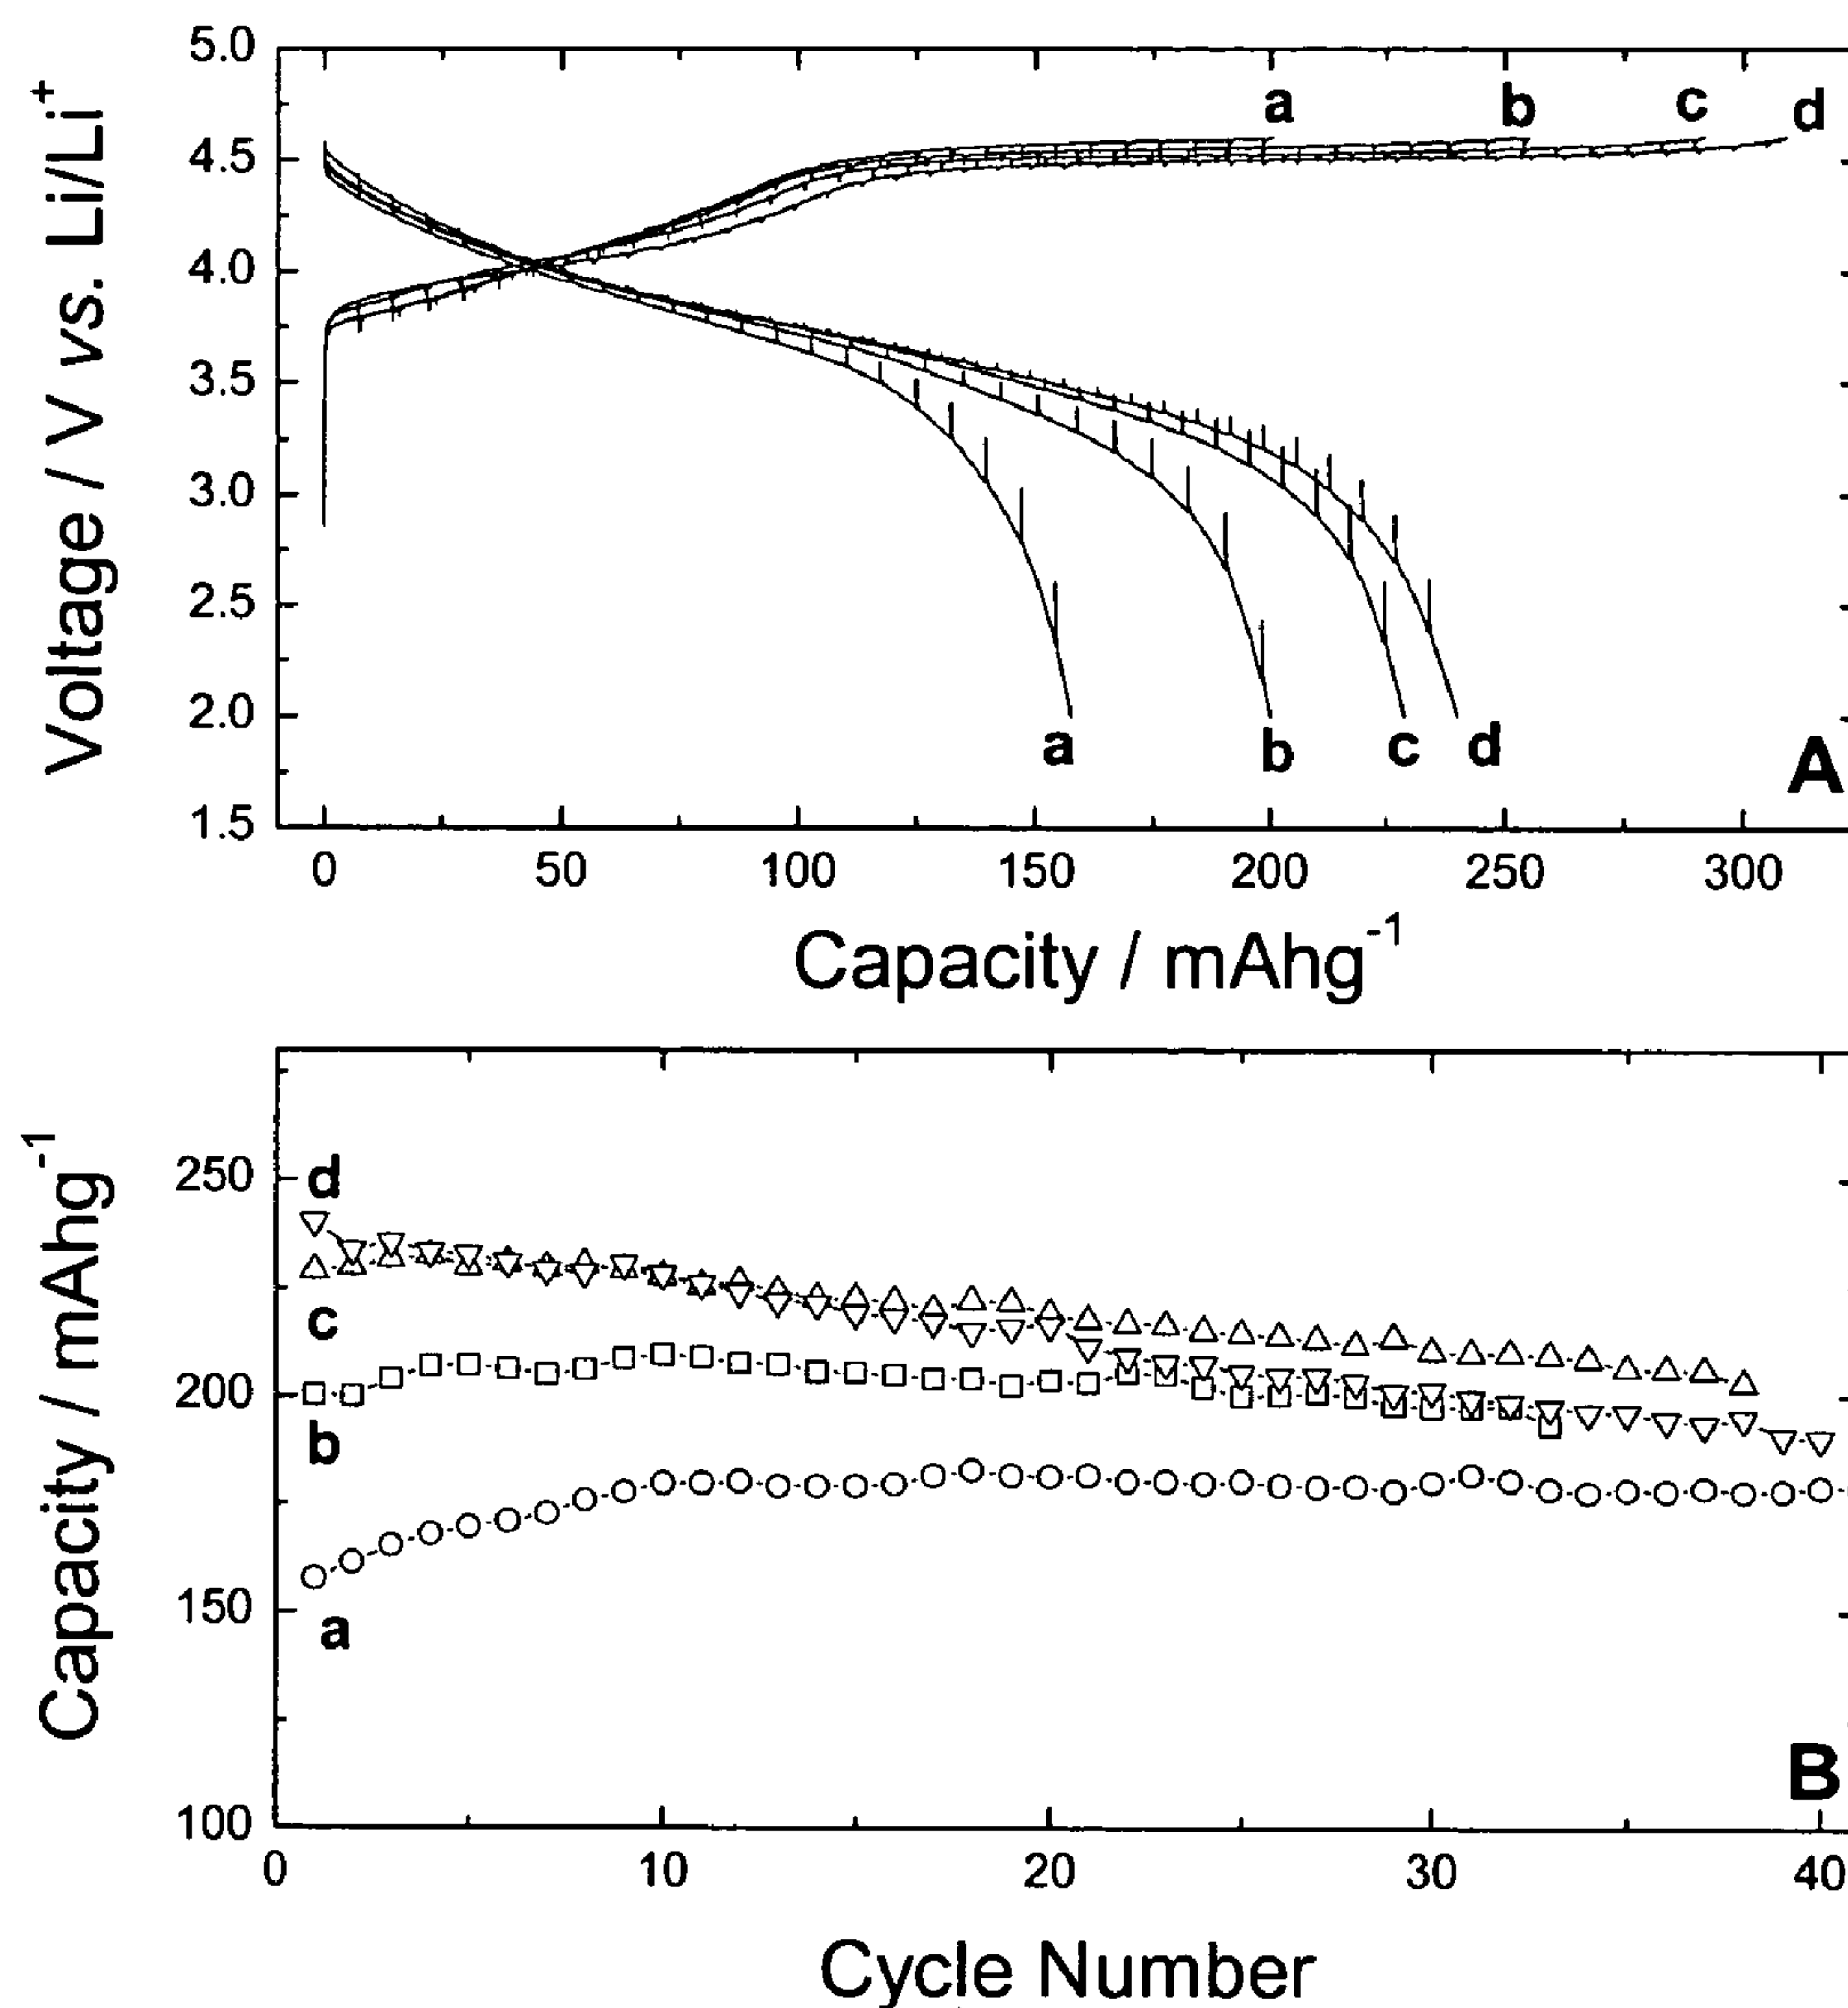 5.0
a b c d
4.5
4.0
3.5
3.0
2.5
2.0
a b c d
A
1.5
0 50 100 150 200 250 300
Voltage / V vs. Li/Li⁺
Capacity / mAhg⁻¹
250
d
c
200
b
150
a
B
100
0 10 20 30 40
Capacity / mAhg⁻¹
Cycle Number